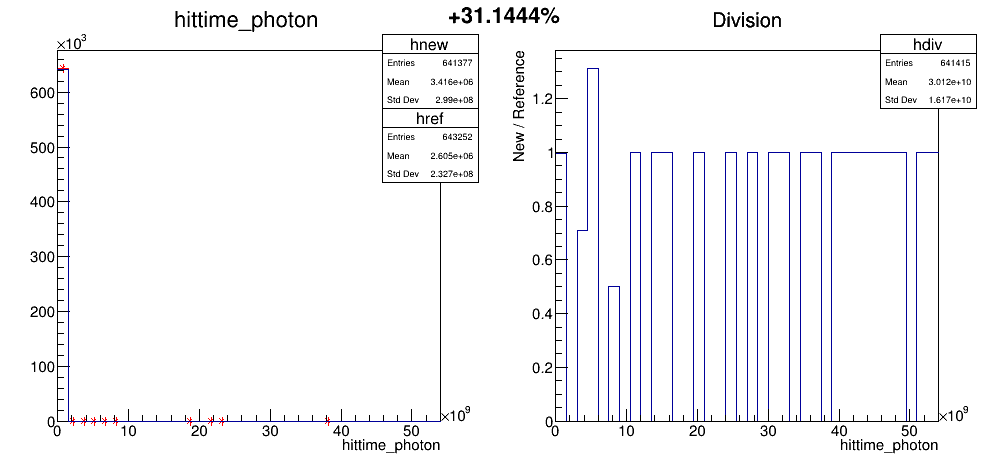 +31.1444%
hittime_photon
×10³
hnew
Entries 641377
Mean 3.416e+06
Std Dev 2.99e+08
href
Entries 643252
Mean 2.605e+06
Std Dev 2.327e+08
600
500
400
300
200
100
0
0 10 20 30 40 50
×10⁹
hittime_photon
Division
hdiv
Entries 641415
Mean 3.012e+10
Std Dev 1.617e+10
New / Reference
1.2
1
0.8
0.6
0.4
0.2
0
0 10 20 30 40 50
×10⁹
hittime_photon